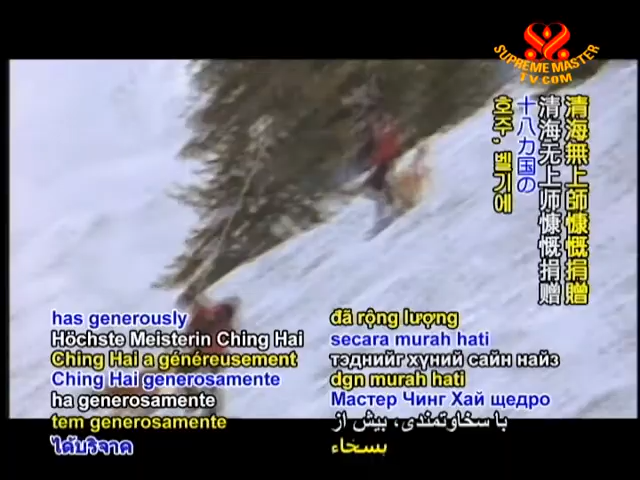 SUPREME MASTER
TV.COM
清海無上師慷慨捐贈
清海无上师慷慨捐赠
十八カ国の
호주, 벨기에
has generously
Höchste Meisterin Ching Hai
Ching Hai a généreusement
Ching Hai generosamente
ha generosamente
tem generosamente
ได้บริจาค
đã rộng lượng
secara murah hati
тэднийг хүний сайн найз
dgn murah hati
Мастер Чинг Хай щедро
با سخاوتمندی، بیش از
بسخاء